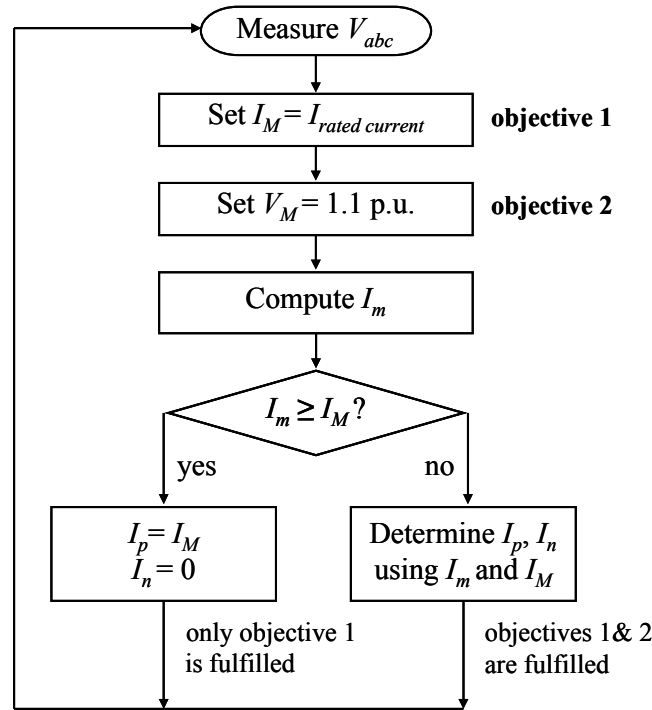 Measure V_abc
Set I_M = I_rated current
objective 1
Set V_M = 1.1 p.u.
objective 2
Compute I_m
I_m ≥ I_M ?
yes
no
I_p = I_M
I_n = 0
Determine I_p, I_n
using I_m and I_M
only objective 1
is fulfilled
objectives 1& 2
are fulfilled